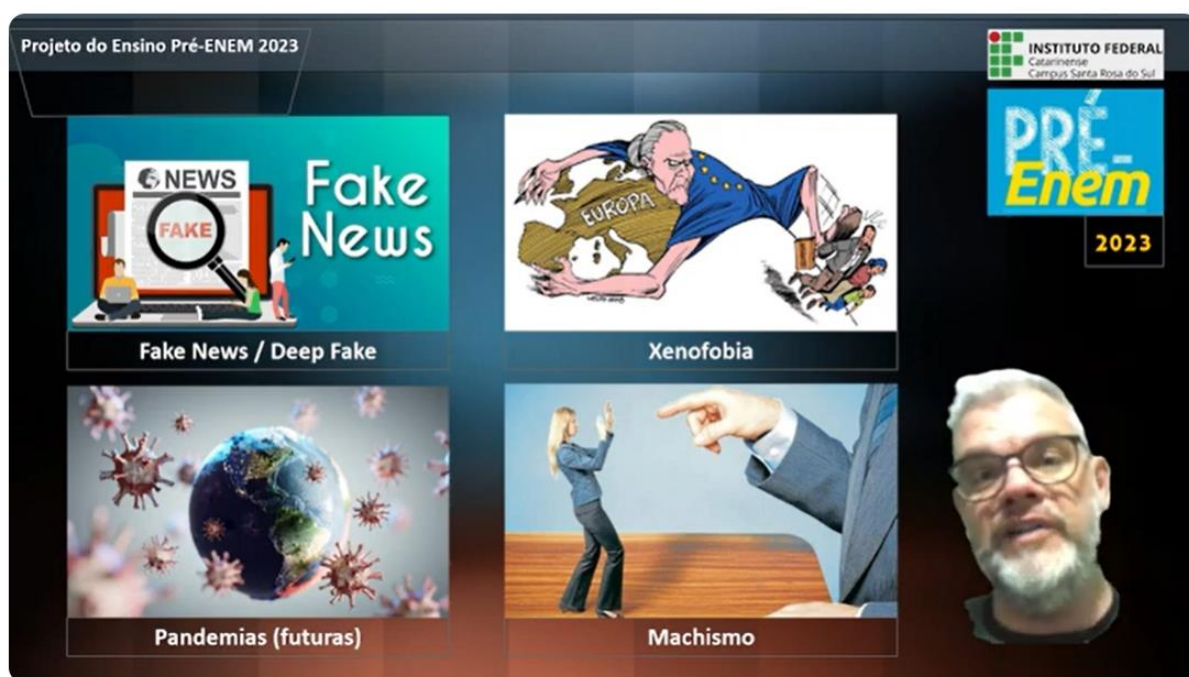 Projeto do Ensino Pré-ENEM 2023
INSTITUTO FEDERAL
Catarinense
Campus Santa Rosa do Sul
PRÉ-
Enem
2023
NEWS
FAKE
Fake
News
Fake News / Deep Fake
EUROPA
Xenofobia
Pandemias (futuras)
Machismo